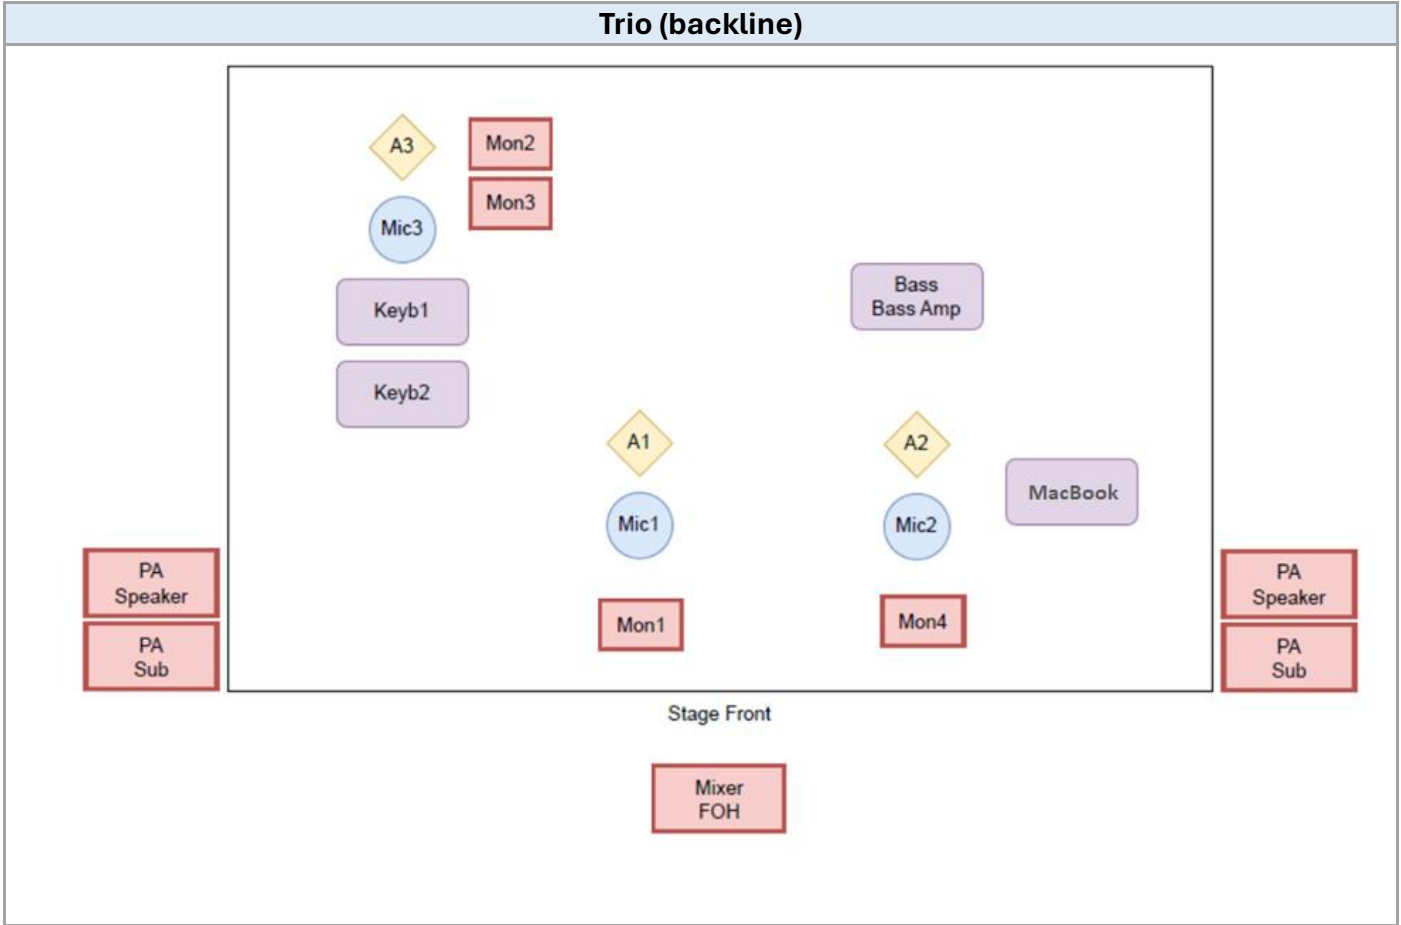 Trio (backline)
A3
Mon2
Mon3
Mic3
Keyb1
Bass
Bass Amp
Keyb2
A1
A2
MacBook
Mic1
Mic2
PA
Speaker
PA
Speaker
Mon1
Mon4
PA
Sub
PA
Sub
Stage Front
Mixer
FOH